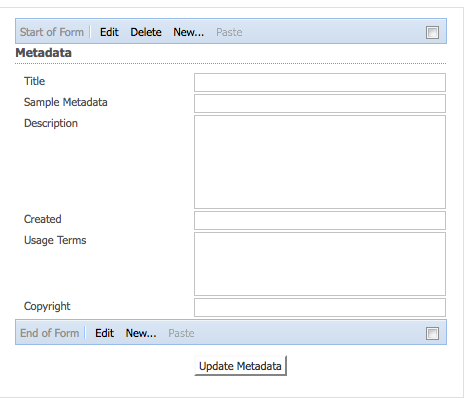 Start of Form Edit Delete New... Paste
Metadata
Title
Sample Metadata
Description
Created
Usage Terms
Copyright
End of Form Edit New... Paste
Update Metadata